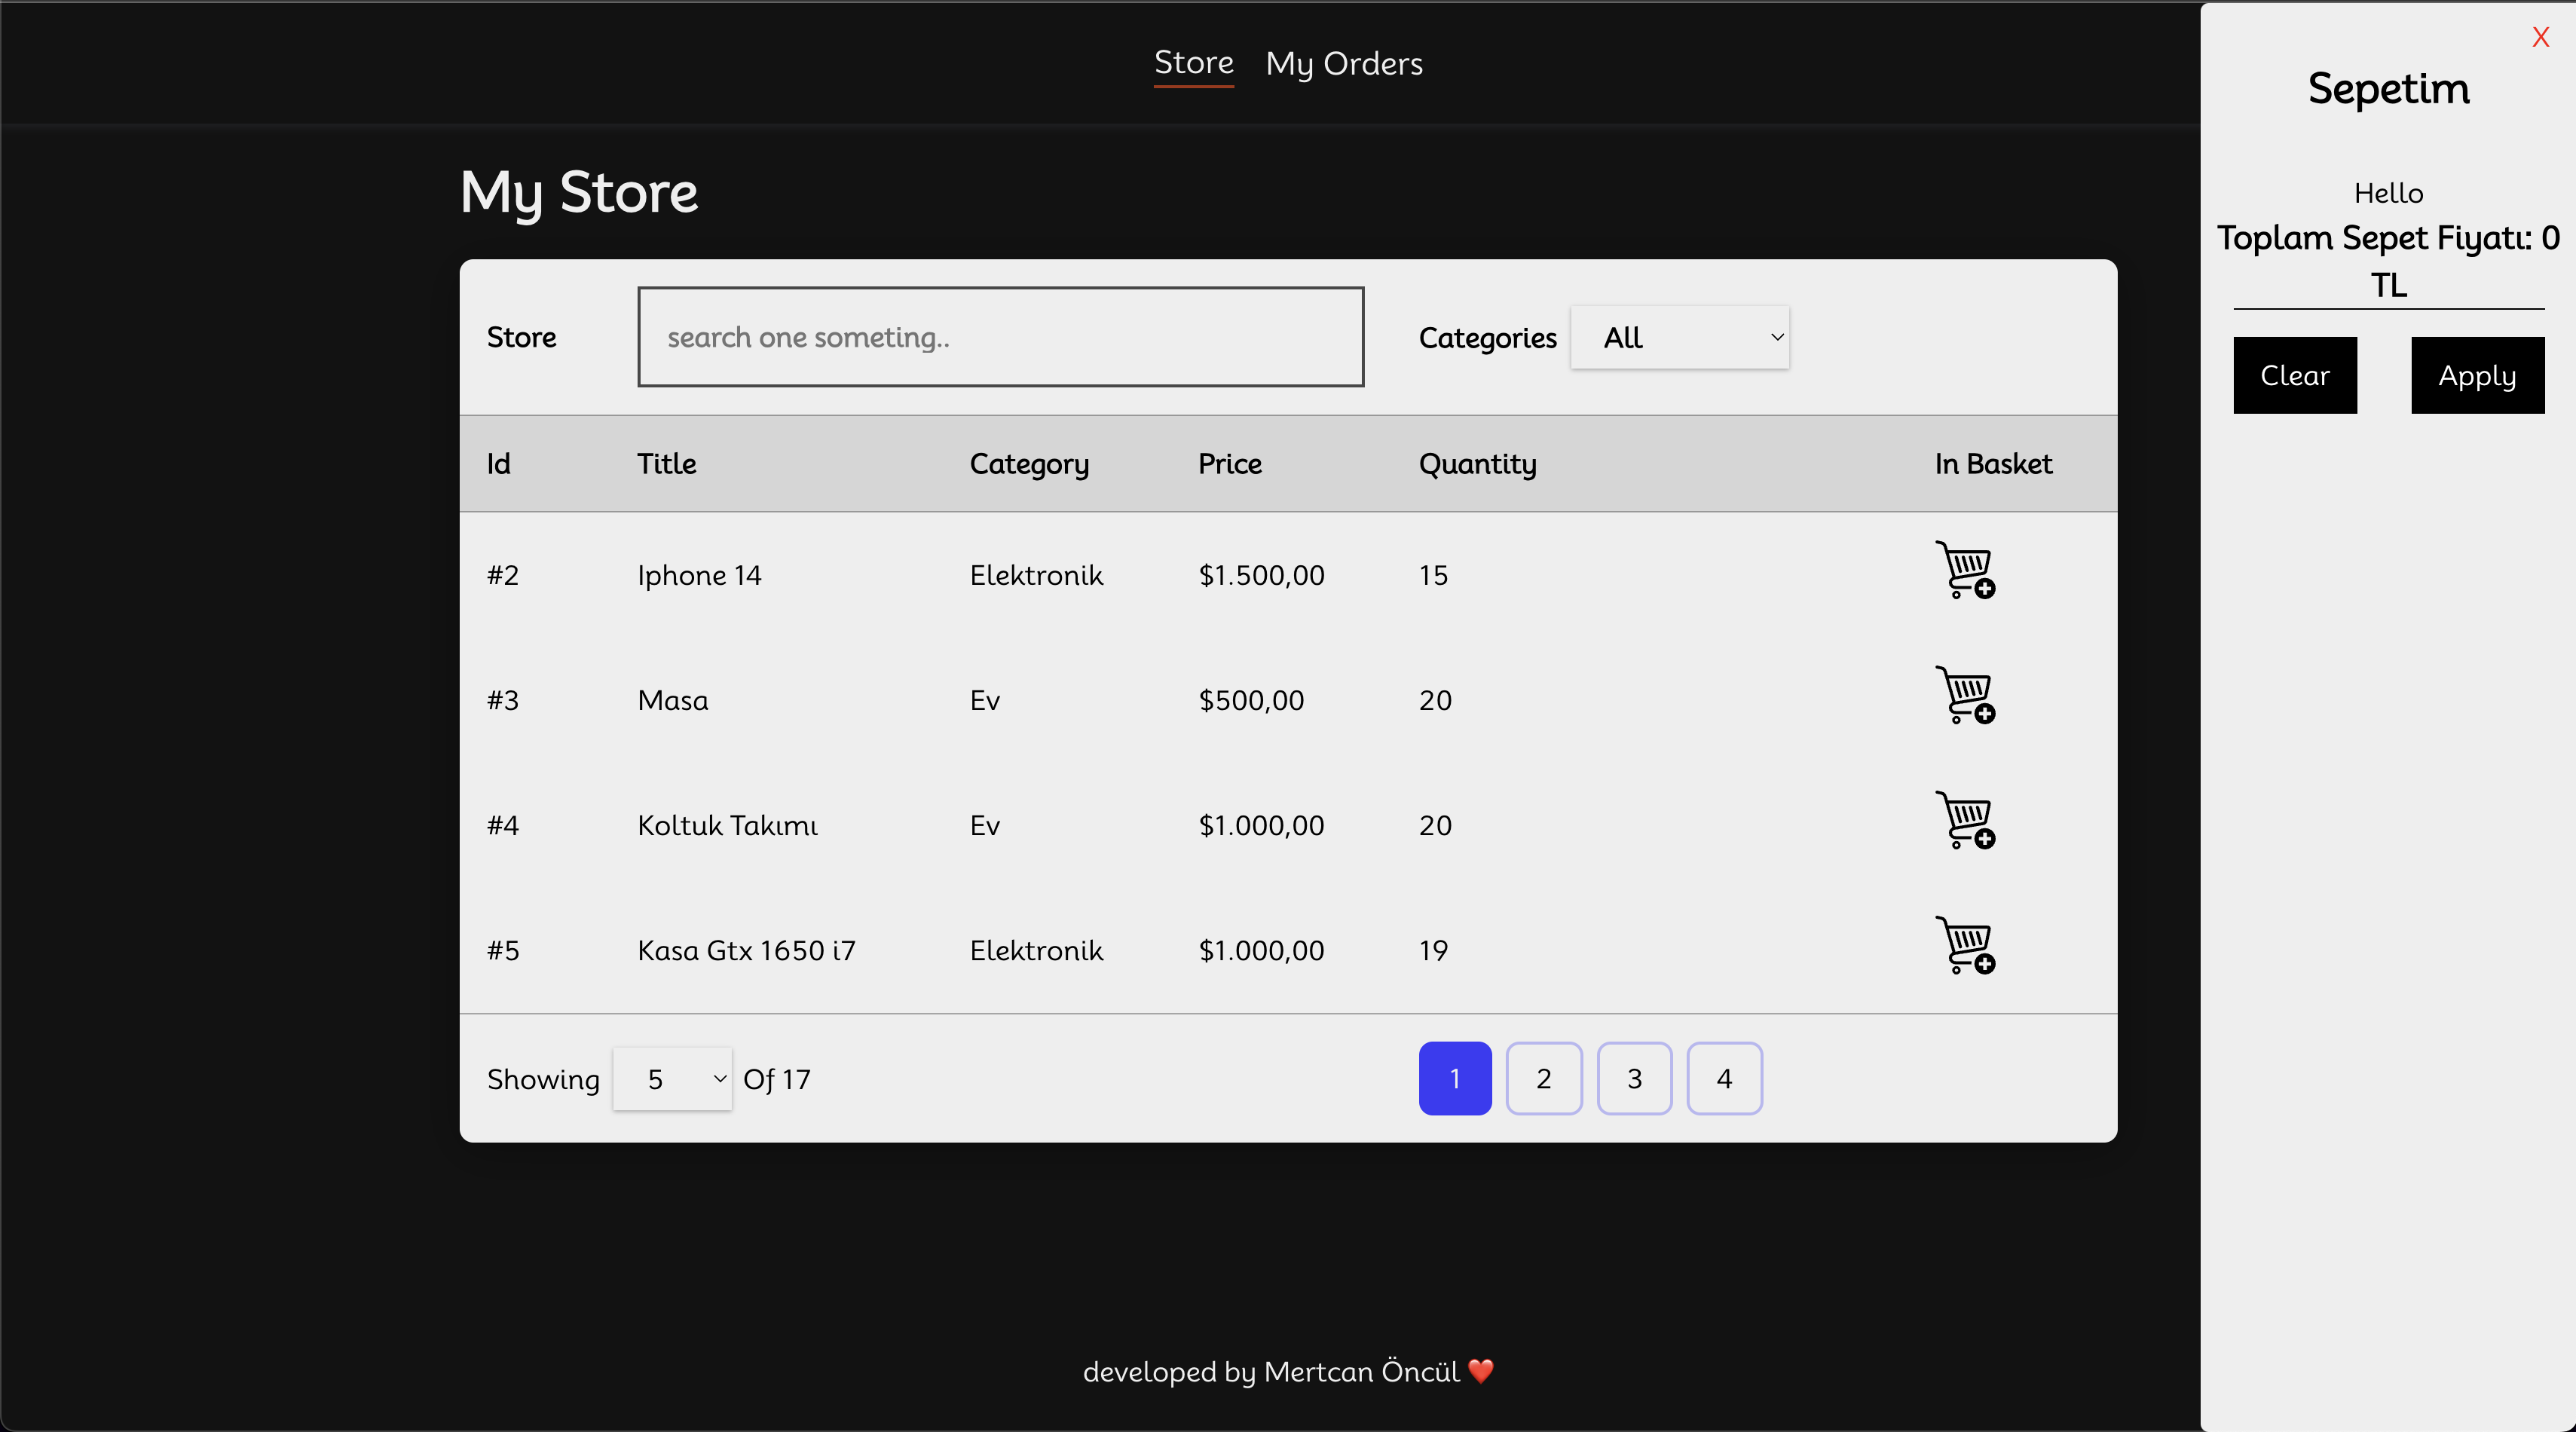 Store My Orders
My Store
Store search one someting.. Categories All
Id Title Category Price Quantity In Basket
#2 Iphone 14 Elektronik $1.500,00 15
#3 Masa Ev $500,00 20
#4 Koltuk Takımı Ev $1.000,00 20
#5 Kasa Gtx 1650 i7 Elektronik $1.000,00 19
Showing 5 Of 17 1 2 3 4
developed by Mertcan Öncül ❤️
X
Sepetim
Hello
Toplam Sepet Fiyatı: 0
TL
Clear Apply